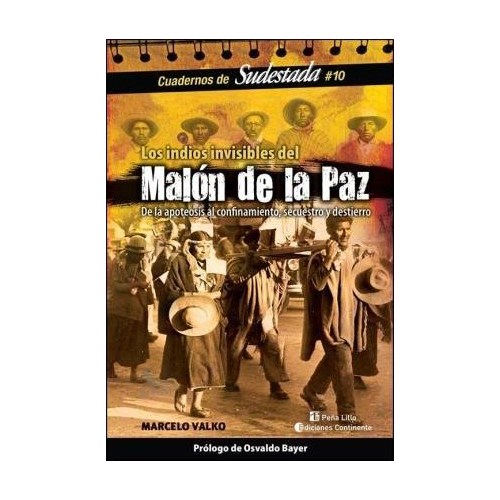 Cuadernos de Sudestada #10
Los indios invisibles del
Malón de la Paz
De la apoteosis al confinamiento, secuestro y destierro
MARCELO VALKO
Peña Lillo
Ediciones Continente
Prólogo de Osvaldo Bayer